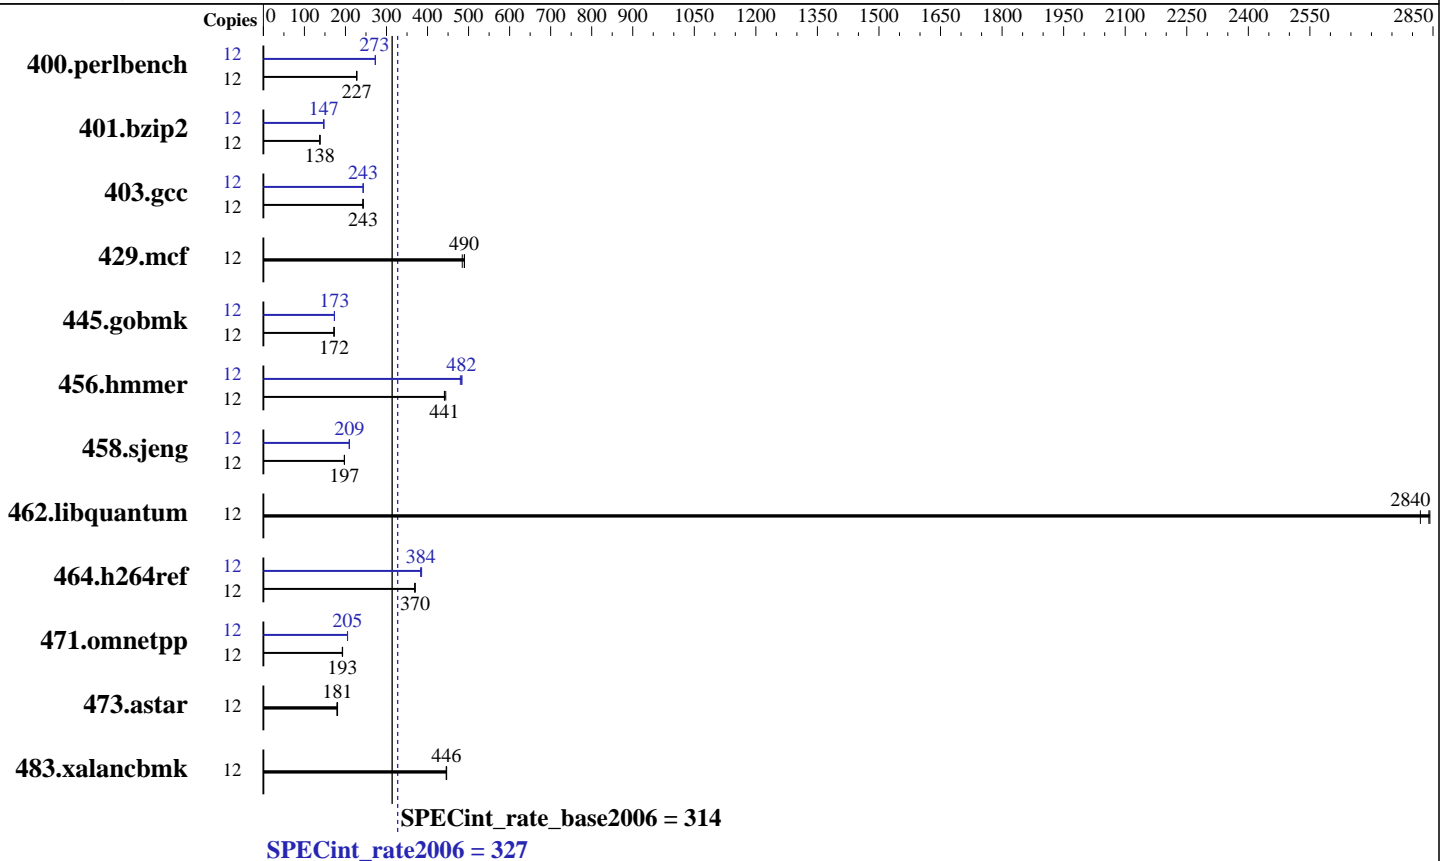 Copies 0 100 200 300 400 500 600 700 800 900 1050 1200 1350 1500 1650 1800 1950 2100 2250 2400 2550 2850
400.perlbench 12 273
12 227
401.bzip2 12 147
12 138
403.gcc 12 243
12 243
429.mcf 12 490
445.gobmk 12 173
12 172
456.hmmer 12 482
12 441
458.sjeng 12 209
12 197
462.libquantum 12 2840
464.h264ref 12 384
12 370
471.omnetpp 12 205
12 193
473.astar 12 181
483.xalancbmk 12 446
SPECint_rate_base2006 = 314
SPECint_rate2006 = 327